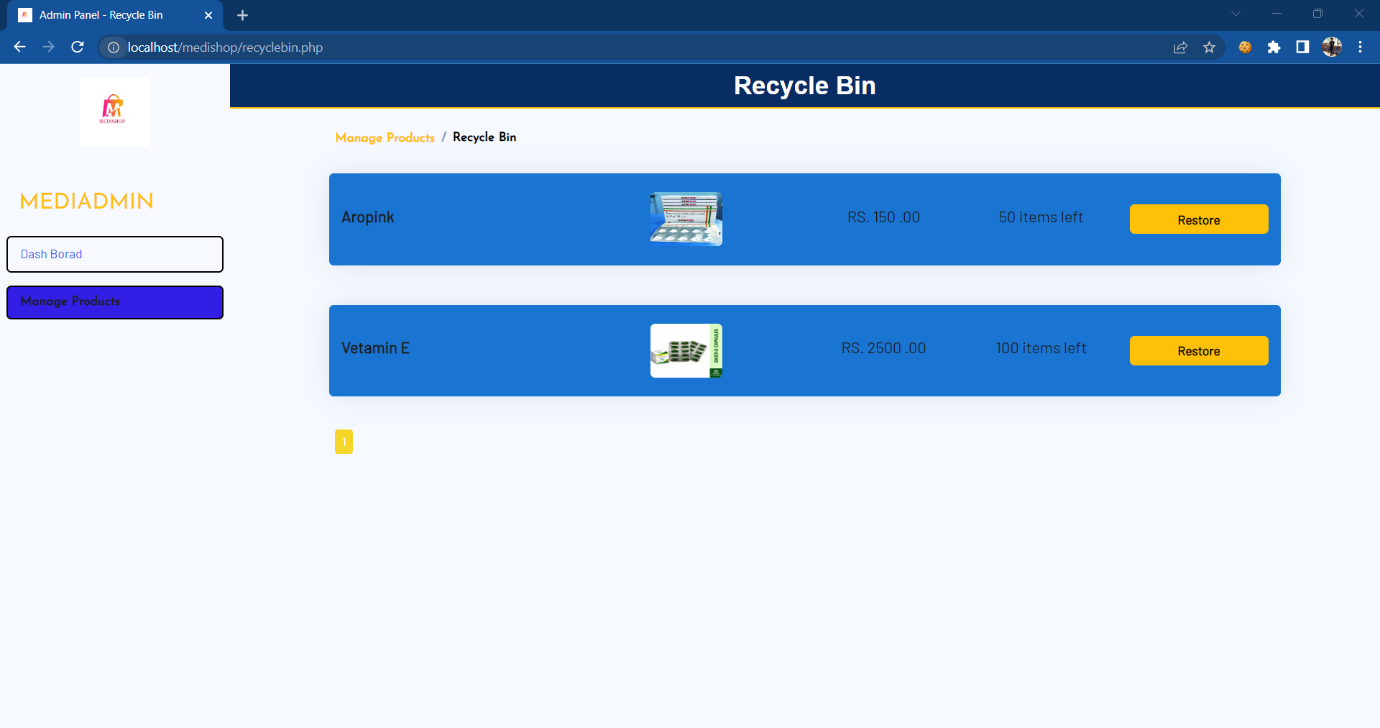 Admin Panel - Recycle Bin
localhost/medishop/recyclebin.php
MEDISHOP
Recycle Bin
Manage Products / Recycle Bin
MEDIADMIN
Dash Borad
Manage Products
Aropink
RS. 150 .00
50 items left
Restore
Vetamin E
RS. 2500 .00
100 items left
Restore
1